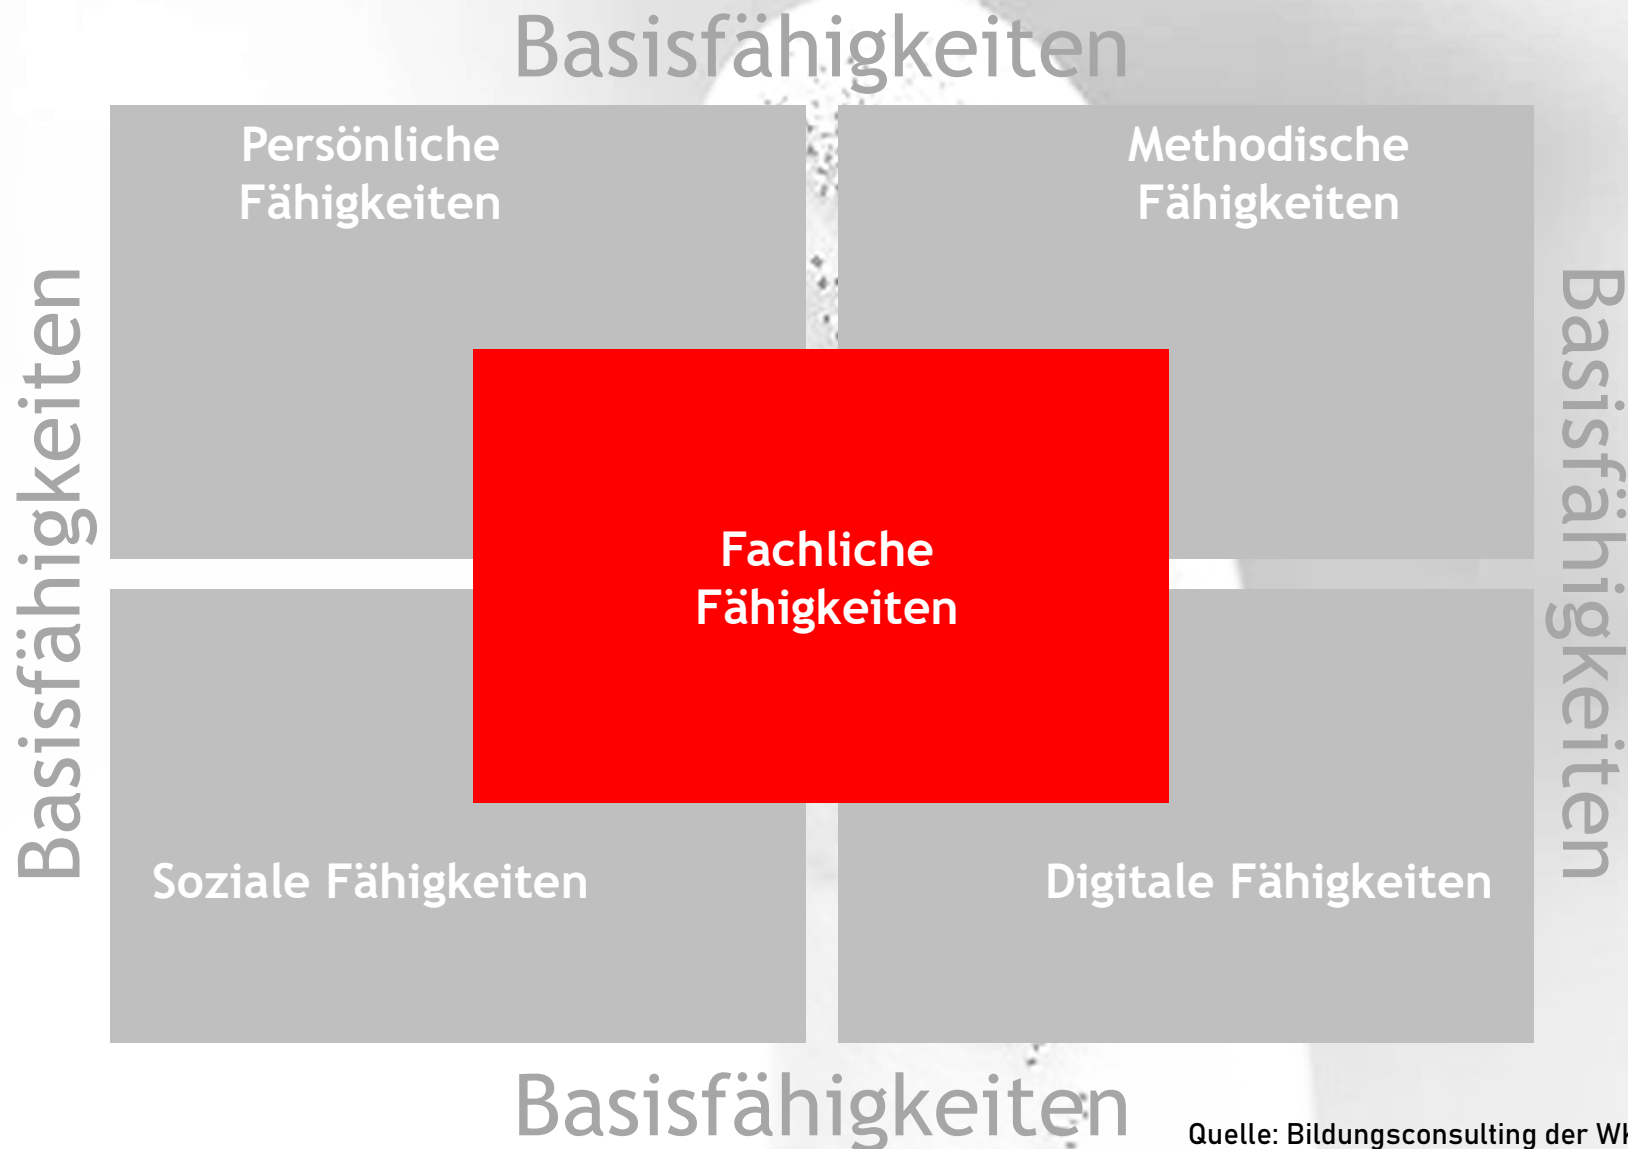 Basisfähigkeiten
Persönliche
Fähigkeiten
Methodische
Fähigkeiten
Basisfähigkeiten
Basisfähigkeiten
Fachliche
Fähigkeiten
Soziale Fähigkeiten
Digitale Fähigkeiten
Basisfähigkeiten
Quelle: Bildungsconsulting der